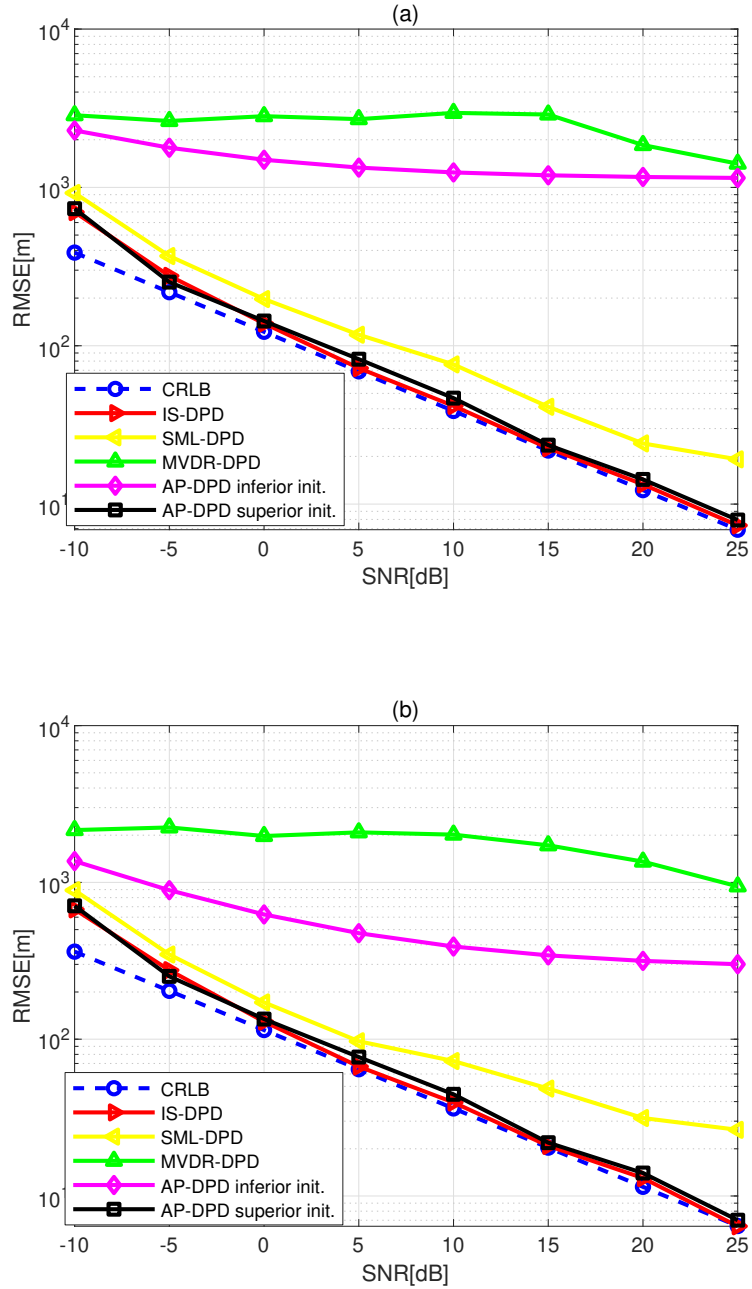 (a)
10^4
10^3
10^2
10^1
RMSE[m]
CRLB
IS-DPD
SML-DPD
MVDR-DPD
AP-DPD inferior init.
AP-DPD superior init.
-10 -5 0 5 10 15 20 25
SNR[dB]
(b)
10^4
10^3
10^2
10^1
RMSE[m]
CRLB
IS-DPD
SML-DPD
MVDR-DPD
AP-DPD inferior init.
AP-DPD superior init.
-10 -5 0 5 10 15 20 25
SNR[dB]